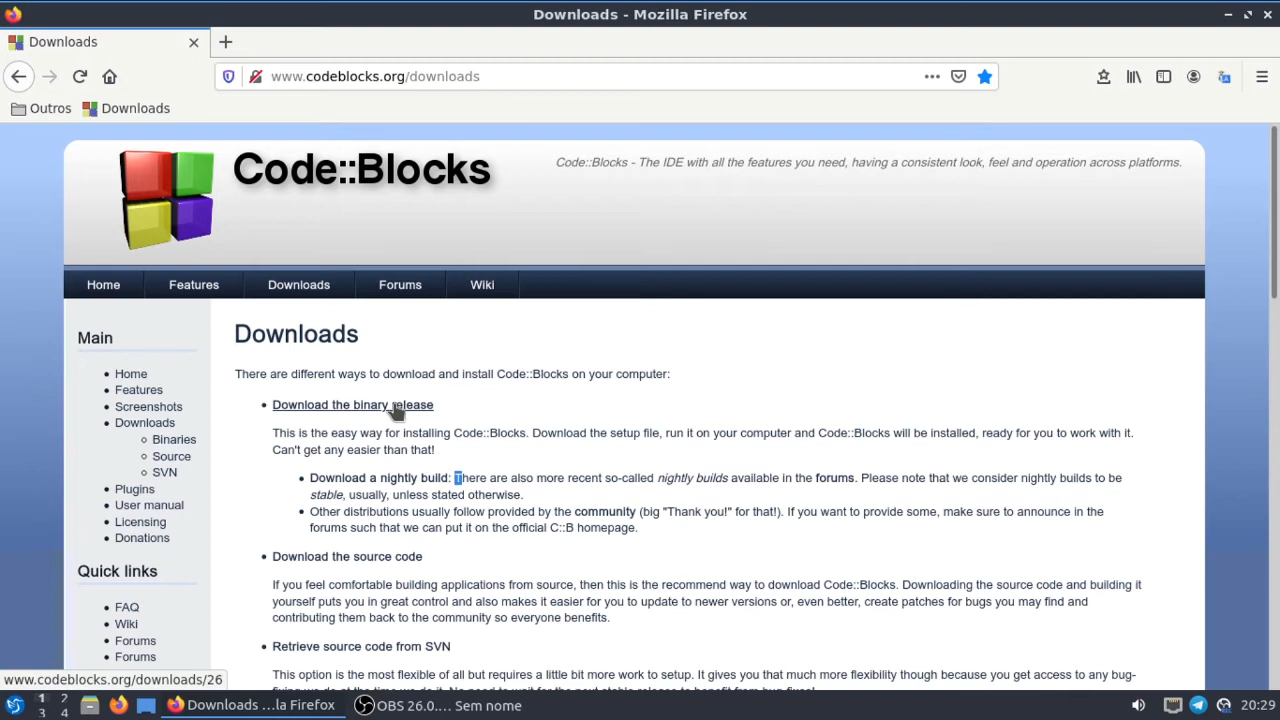 Downloads - Mozilla Firefox
Downloads
www.codeblocks.org/downloads
Outros
Downloads
Code::Blocks
Code::Blocks - The IDE with all the features you need, having a consistent look, feel and operation across platforms.
Home
Features
Downloads
Forums
Wiki
Main
Home
Features
Screenshots
Downloads
Binaries
Source
SVN
Plugins
User manual
Licensing
Donations
Quick links
FAQ
Wiki
Forums
Forums
Downloads
There are different ways to download and install Code::Blocks on your computer:
Download the binary release
This is the easy way for installing Code::Blocks. Download the setup file, run it on your computer and Code::Blocks will be installed, ready for you to work with it.
Can't get any easier than that!
Download a nightly build: There are also more recent so-called nightly builds available in the forums. Please note that we consider nightly builds to be
stable, usually, unless stated otherwise.
Other distributions usually follow provided by the community (big "Thank you!" for that!). If you want to provide some, make sure to announce in the
forums such that we can put it on the official C::B homepage.
Download the source code
If you feel comfortable building applications from source, then this is the recommend way to download Code::Blocks. Downloading the source code and building it
yourself puts you in great control and also makes it easier for you to update to newer versions or, even better, create patches for bugs you may find and
contributing them back to the community so everyone benefits.
Retrieve source code from SVN
This option is the most flexible of all but requires a little bit more work to setup. It gives you that much more flexibility though because you get access to any bug-
www.codeblocks.org/downloads/26
1 2
3 4
Downloads ...la Firefox
OBS 26.0.... Sem nome
20:29